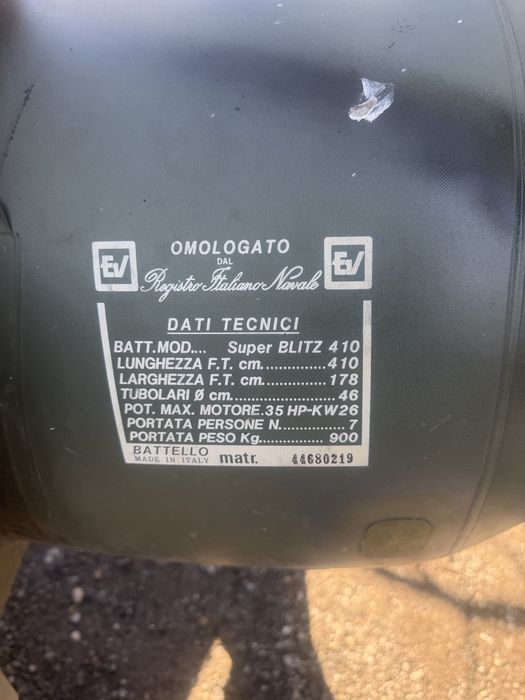 EV OMOLOGATO EV
DAL
Registro Italiano Navale
DATI TECNICI
BATT.MOD.... Super BLITZ 410
LUNGHEZZA F.T. cm...............410
LARGHEZZA F.T. cm...............178
TUBOLARI Ø cm......................46
POT. MAX. MOTORE.35 HP-KW26
PORTATA PERSONE N..............7
PORTATA PESO Kg...............900
BATTELLO
MADE IN ITALY matr. 44680219